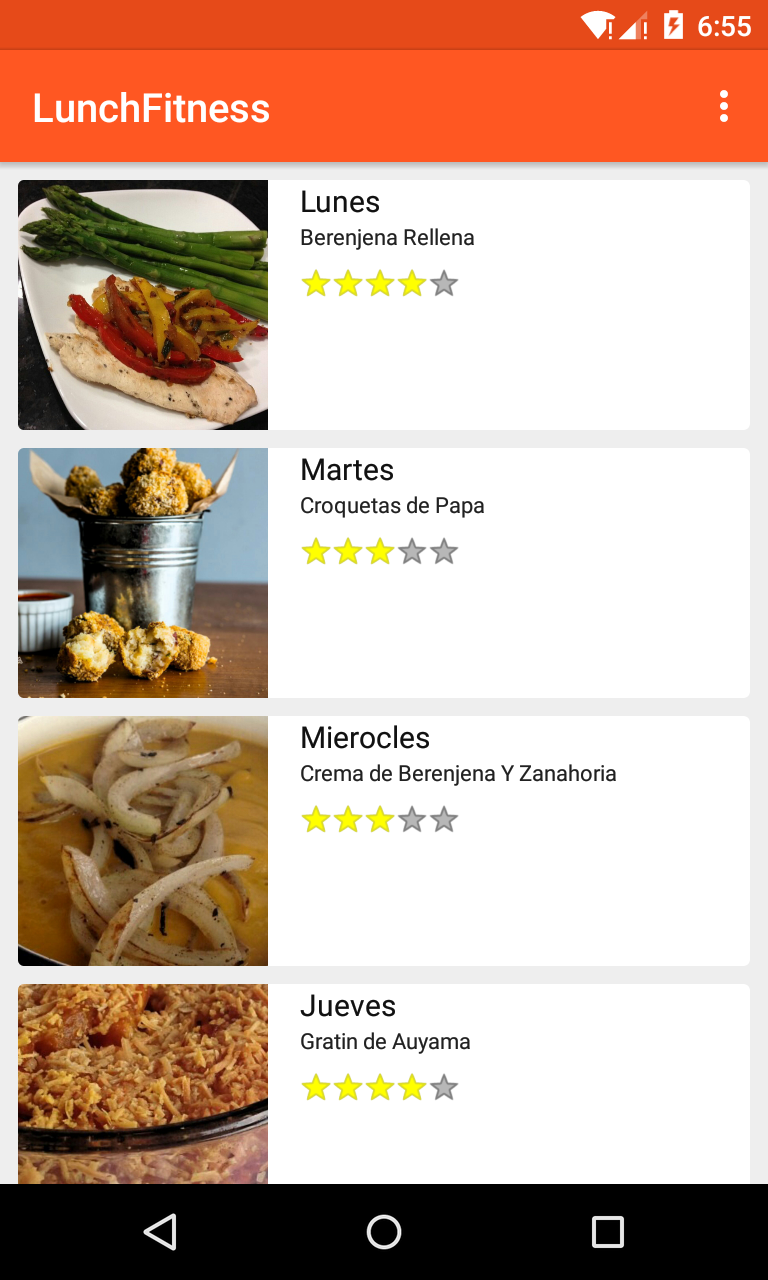 6:55
LunchFitness
Lunes
Berenjena Rellena
Martes
Croquetas de Papa
Mierocles
Crema de Berenjena Y Zanahoria
Jueves
Gratin de Auyama